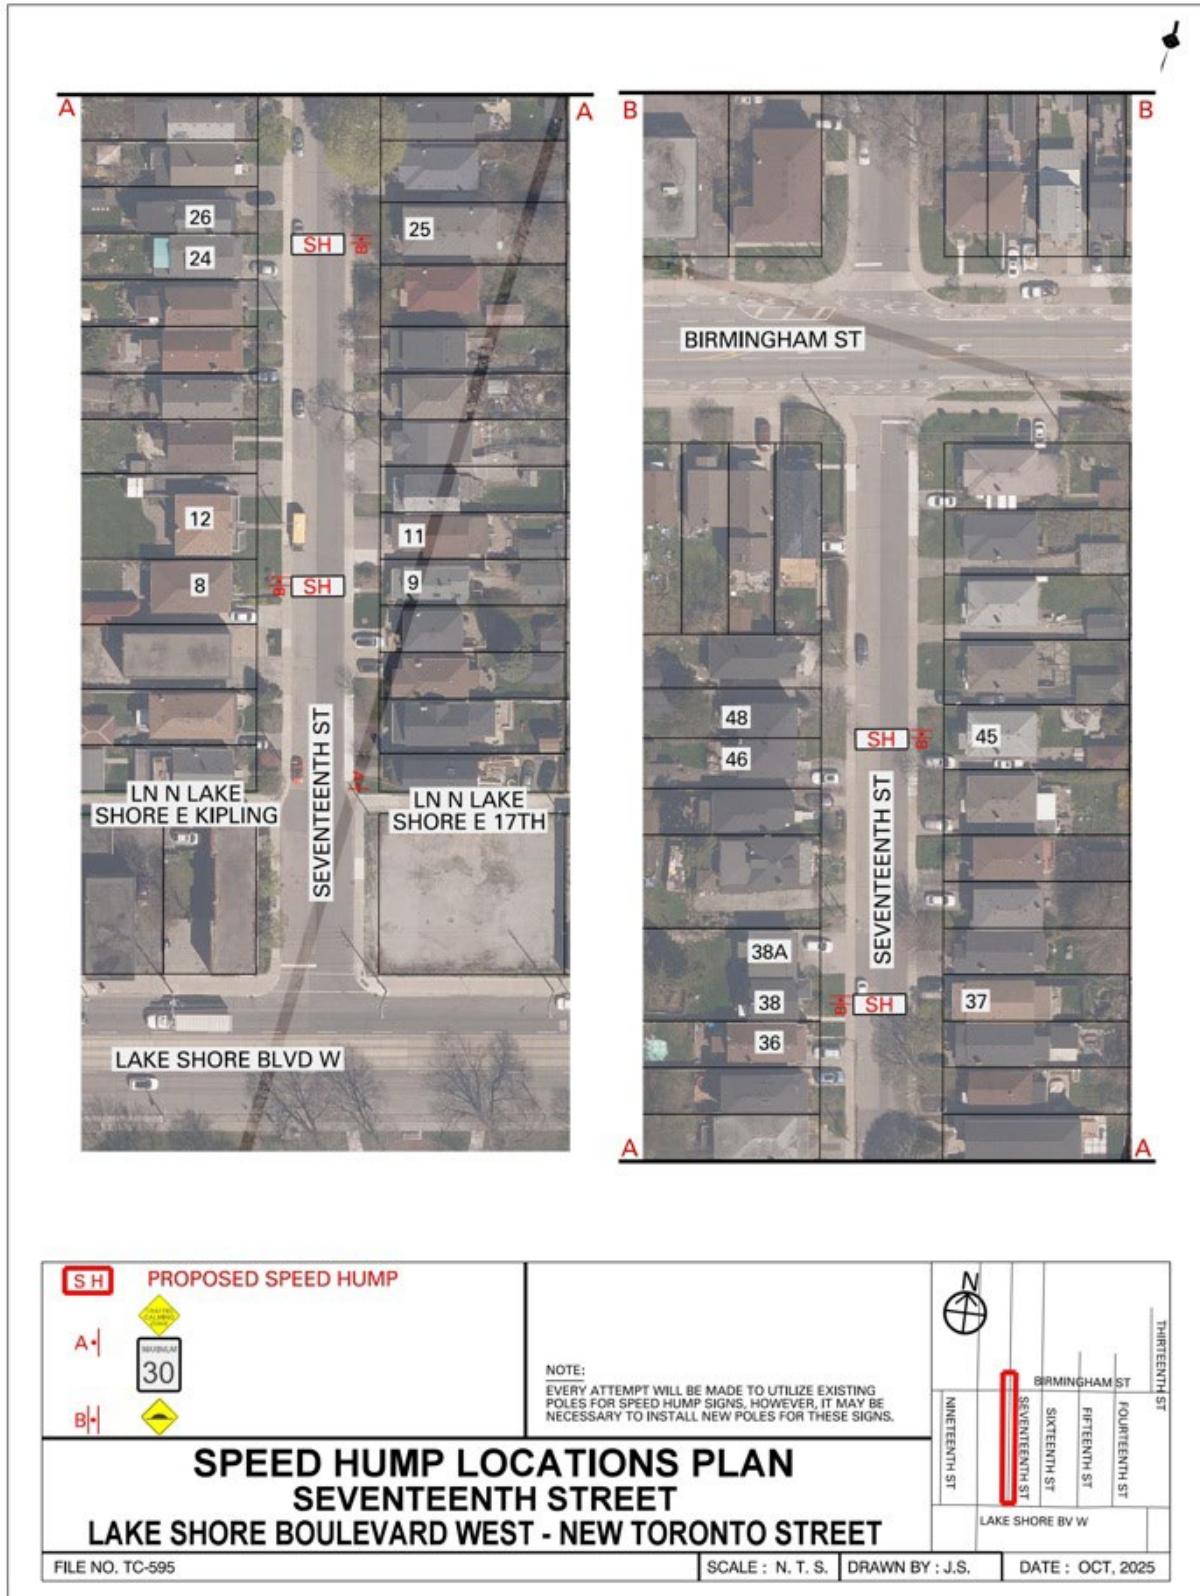 A
A
B
B
26
25
SH
B
24
BIRMINGHAM ST
12
11
8
B
SH
9
48
SH
B
45
46
SEVENTEENTH ST
SEVENTEENTH ST
A
LN N LAKE
SHORE E KIPLING
LN N LAKE
SHORE E 17TH
38A
38
B
SH
37
36
LAKE SHORE BLVD W
A
A
SH
PROPOSED SPEED HUMP
TRAFFIC
CALMING
ZONE
A
MAXIMUM
30
B
NOTE:
EVERY ATTEMPT WILL BE MADE TO UTILIZE EXISTING
POLES FOR SPEED HUMP SIGNS, HOWEVER, IT MAY BE
NECESSARY TO INSTALL NEW POLES FOR THESE SIGNS.
N
BIRMINGHAM ST
THIRTEENTH ST
NINETEENTH ST
SEVENTEENTH ST
SIXTEENTH ST
FIFTEENTH ST
FOURTEENTH ST
LAKE SHORE BV W
SPEED HUMP LOCATIONS PLAN
SEVENTEENTH STREET
LAKE SHORE BOULEVARD WEST - NEW TORONTO STREET
FILE NO. TC-595
SCALE : N. T. S.
DRAWN BY : J.S.
DATE : OCT, 2025